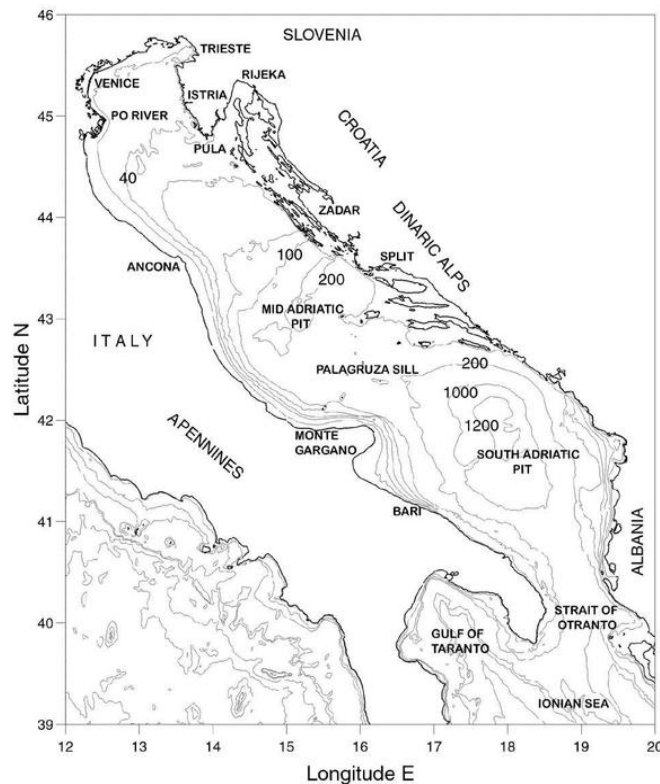 46
SLOVENIA
TRIESTE
RIJEKA
VENICE
ISTRIA
45
PO RIVER
CROATIA
PULA
40
44
ZADAR
DINARIC ALPS
ANCONA
100
SPLIT
200
MID ADRIATIC
PIT
43
ITALY
Latitude N
PALAGRUZA SILL
200
1000
42
1200
APENNINES
MONTE
GARGANO
SOUTH ADRIATIC
PIT
41
BARI
ALBANIA
40
GULF OF
TARANTO
STRAIT OF
OTRANTO
IONIAN SEA
39
12 13 14 15 16 17 18 19 20
Longitude E